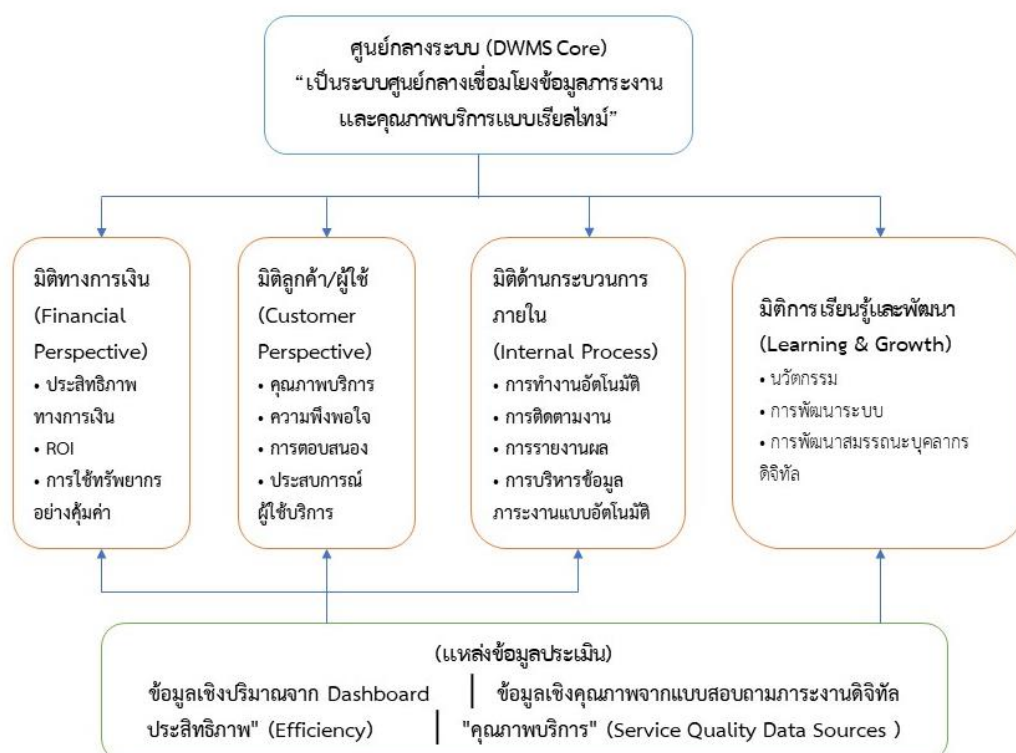 ศูนย์กลางระบบ (DWMS Core)
“เป็นระบบศูนย์กลางเชื่อมโยงข้อมูลภาระงาน
และคุณภาพบริการแบบเรียลไทม์”
มิติทางการเงิน
(Financial
Perspective)
• ประสิทธิภาพ
ทางการเงิน
• ROI
• การใช้ทรัพยากร
อย่างคุ้มค่า
มิติลูกค้า/ผู้ใช้
(Customer
Perspective)
• คุณภาพบริการ
• ความพึงพอใจ
• การตอบสนอง
• ประสบการณ์
ผู้ใช้บริการ
มิติด้านกระบวนการ
ภายใน
(Internal Process)
• การทำงานอัตโนมัติ
• การติดตามงาน
• การรายงานผล
• การบริหารข้อมูล
ภาระงานแบบอัตโนมัติ
มิติการเรียนรู้และพัฒนา
(Learning & Growth)
• นวัตกรรม
• การพัฒนาระบบ
• การพัฒนาสมรรถนะบุคลากร
ดิจิทัล
(แหล่งข้อมูลประเมิน)
ข้อมูลเชิงปริมาณจาก Dashboard | ข้อมูลเชิงคุณภาพจากแบบสอบถามภาระงานดิจิทัล
ประสิทธิภาพ" (Efficiency) | "คุณภาพบริการ" (Service Quality Data Sources )